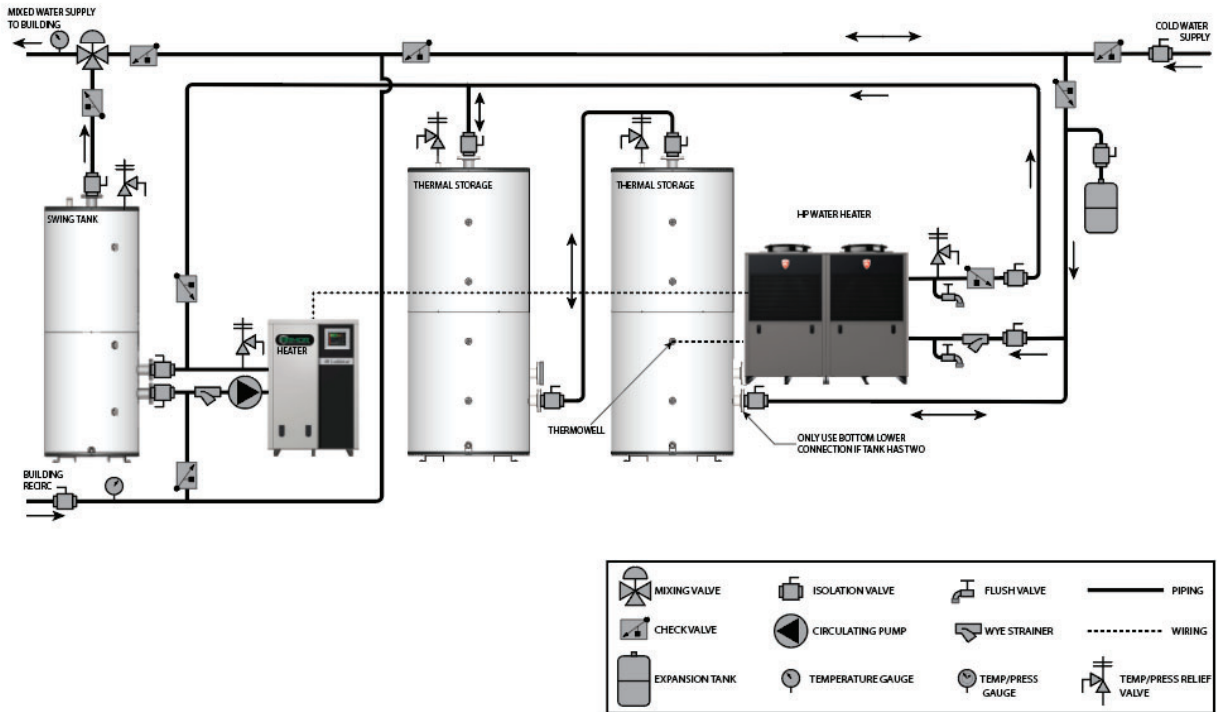 MIXED WATER SUPPLY
TO BUILDING
COLD WATER
SUPPLY
SWING TANK
THERMAL STORAGE
THERMAL STORAGE
HP WATER HEATER
HEATER
THERMOWELL
ONLY USE BOTTOM LOWER
CONNECTION IF TANK HAS TWO
BUILDING
RECIRC
MIXING VALVE
ISOLATION VALVE
FLUSH VALVE
PIPING
CHECK VALVE
CIRCULATING PUMP
WYE STRAINER
WIRING
EXPANSION TANK
TEMPERATURE GAUGE
TEMP/PRESS
GAUGE
TEMP/PRESS RELIEF
VALVE